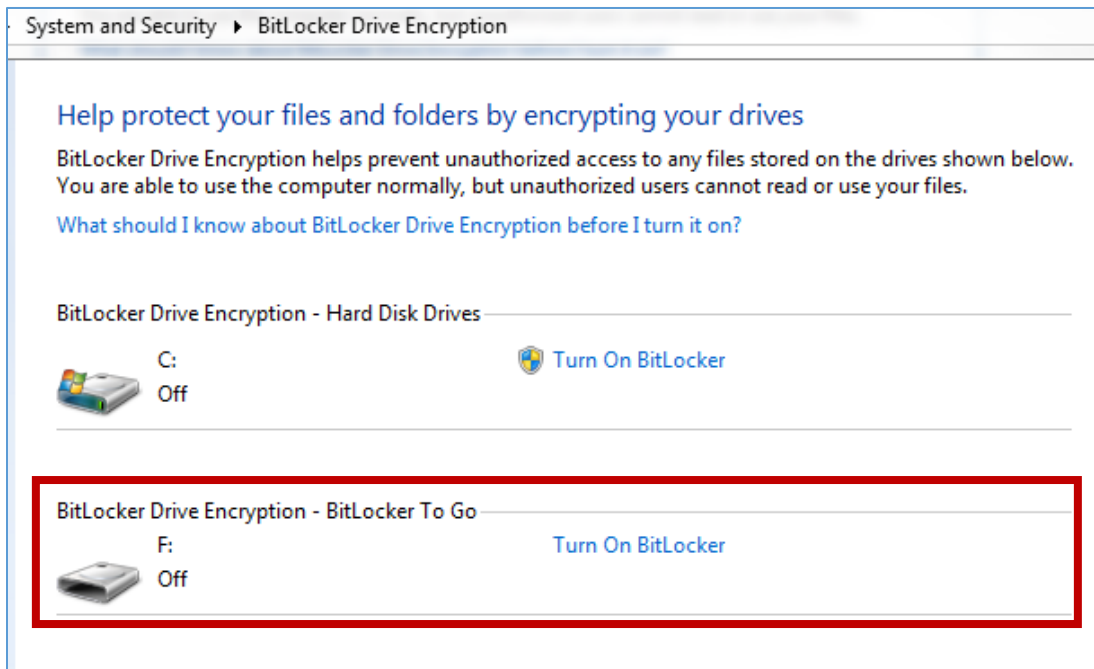 System and Security ▸ BitLocker Drive Encryption
Help protect your files and folders by encrypting your drives
BitLocker Drive Encryption helps prevent unauthorized access to any files stored on the drives shown below.
You are able to use the computer normally, but unauthorized users cannot read or use your files.
What should I know about BitLocker Drive Encryption before I turn it on?
BitLocker Drive Encryption - Hard Disk Drives
C:
Turn On BitLocker
Off
BitLocker Drive Encryption - BitLocker To Go
F:
Turn On BitLocker
Off